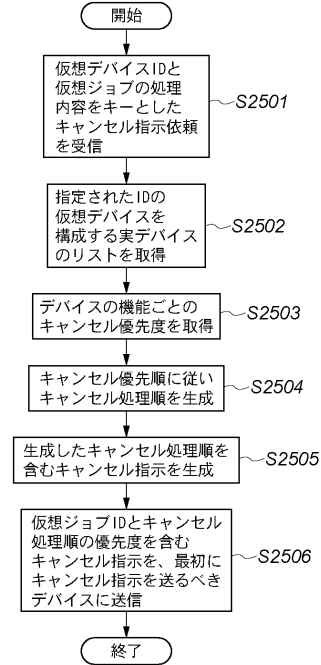 開始
仮想デバイスIDと
仮想ジョブの処理
内容をキーとした
キャンセル指示依頼
を受信
S2501
指定されたIDの
仮想デバイスを
構成する実デバイス
のリストを取得
S2502
デバイスの機能ごとの
キャンセル優先度を取得
S2503
キャンセル優先順に従い
キャンセル処理順を生成
S2504
生成したキャンセル処理順を
含むキャンセル指示を生成
S2505
仮想ジョブIDとキャンセル
処理順の優先度を含む
キャンセル指示を、最初に
キャンセル指示を送るべき
デバイスに送信
S2506
終了